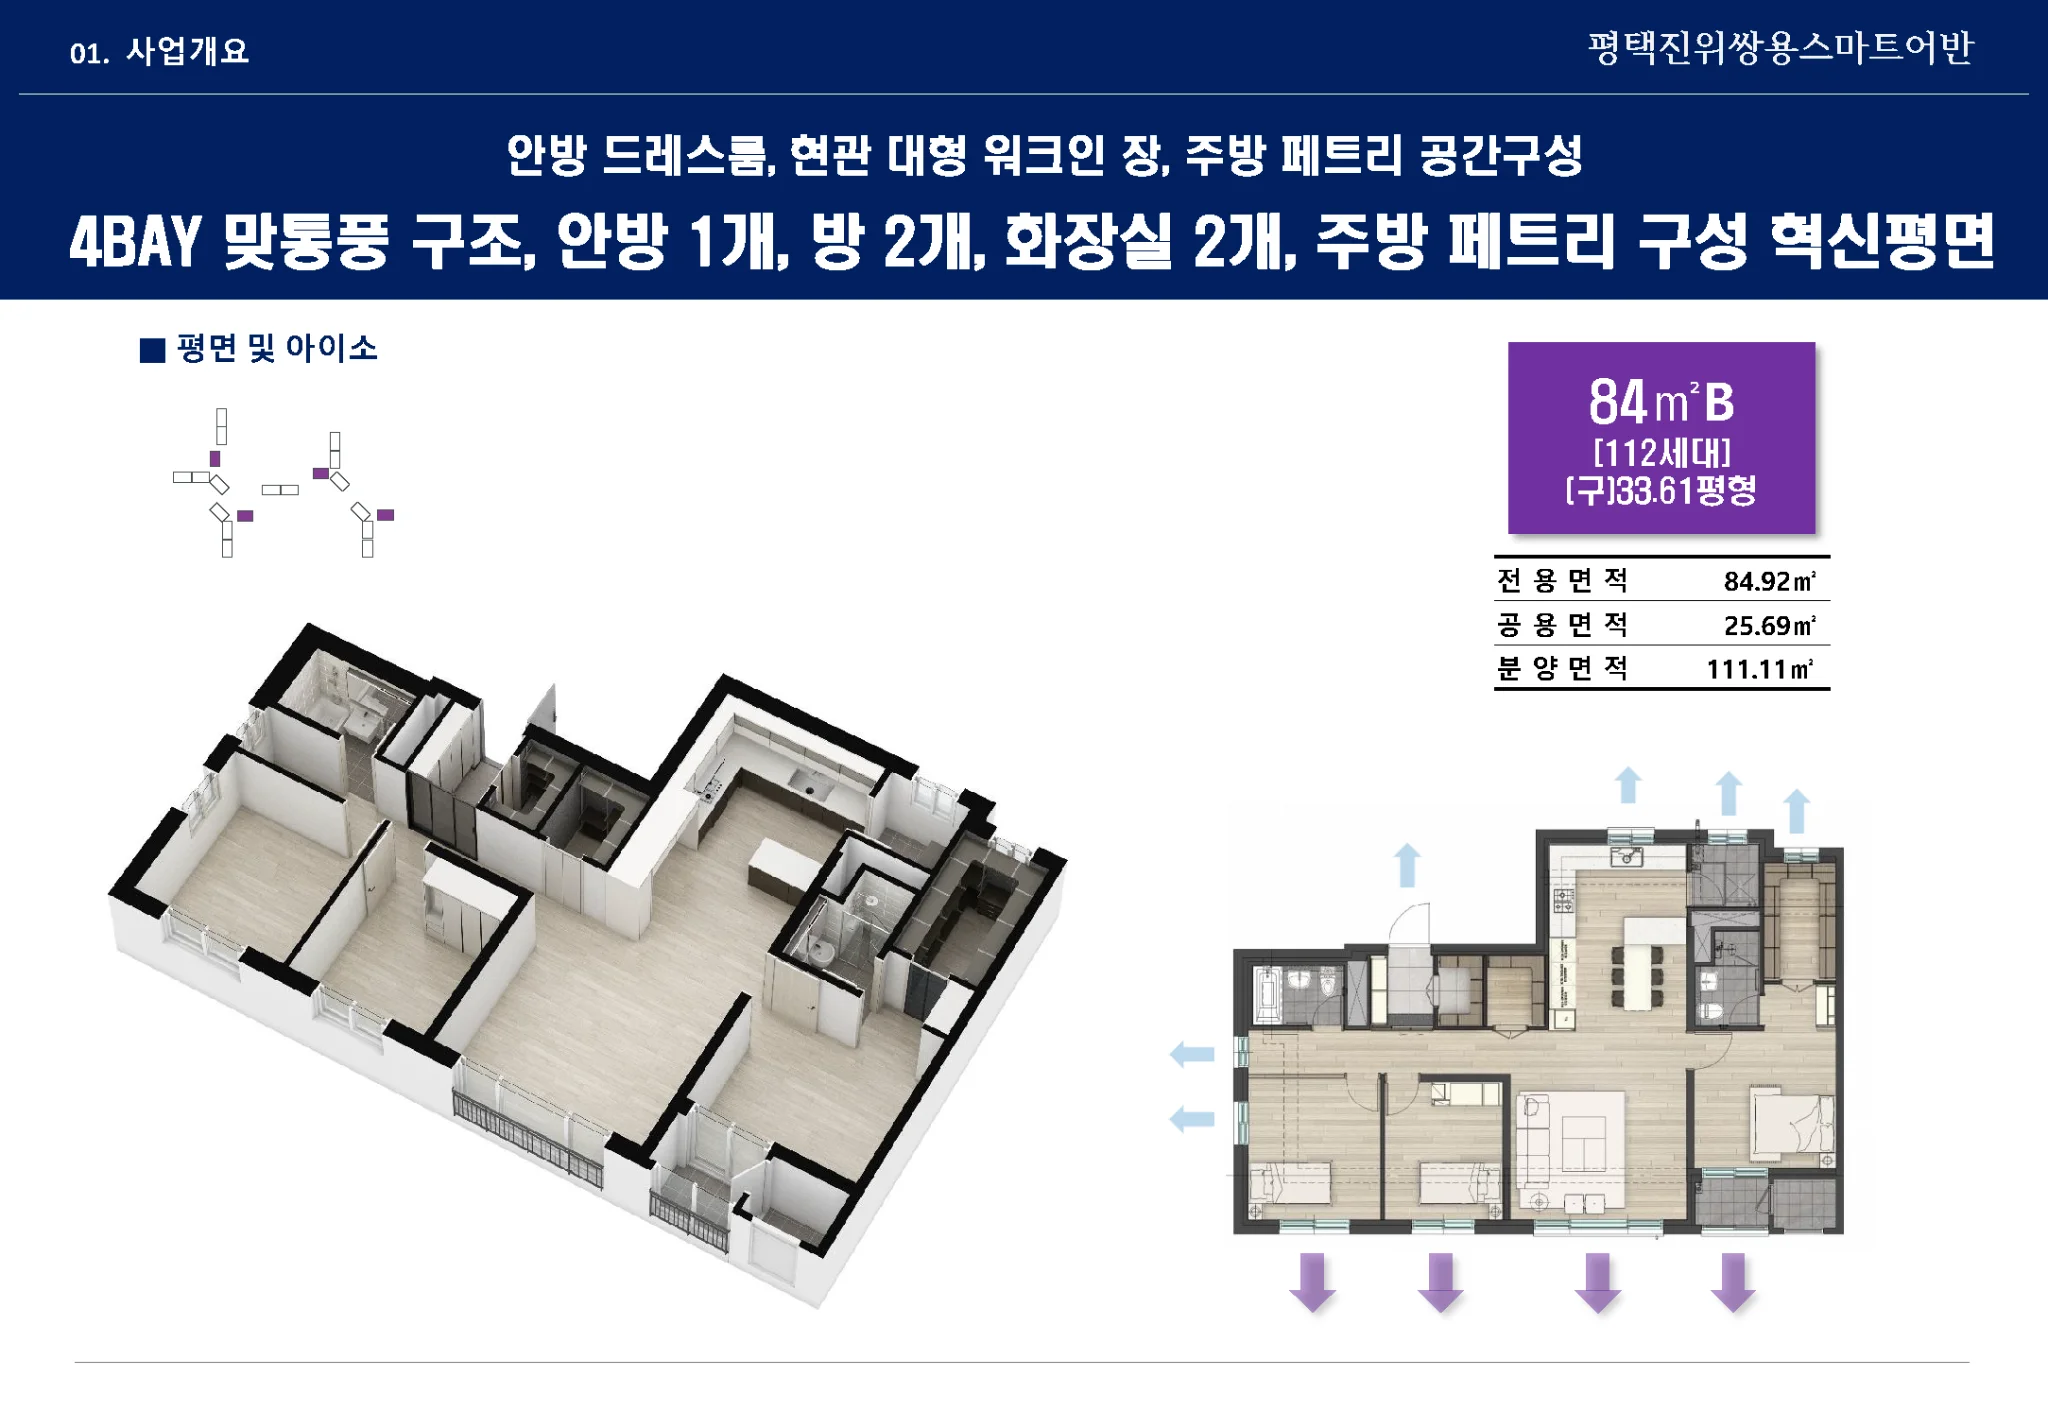 01. 사업개요
평택진위쌍용스마트어반
안방 드레스룸, 현관 대형 워크인 장, 주방 페트리 공간구성
4BAY 맞통풍 구조, 안방 1개, 방 2개, 화장실 2개, 주방 페트리 구성 혁신평면
■ 평면 및 아이소
84㎡B
[112세대]
(구)33.61평형
전용면적 84.92㎡
공용면적 25.69㎡
분양면적 111.11㎡